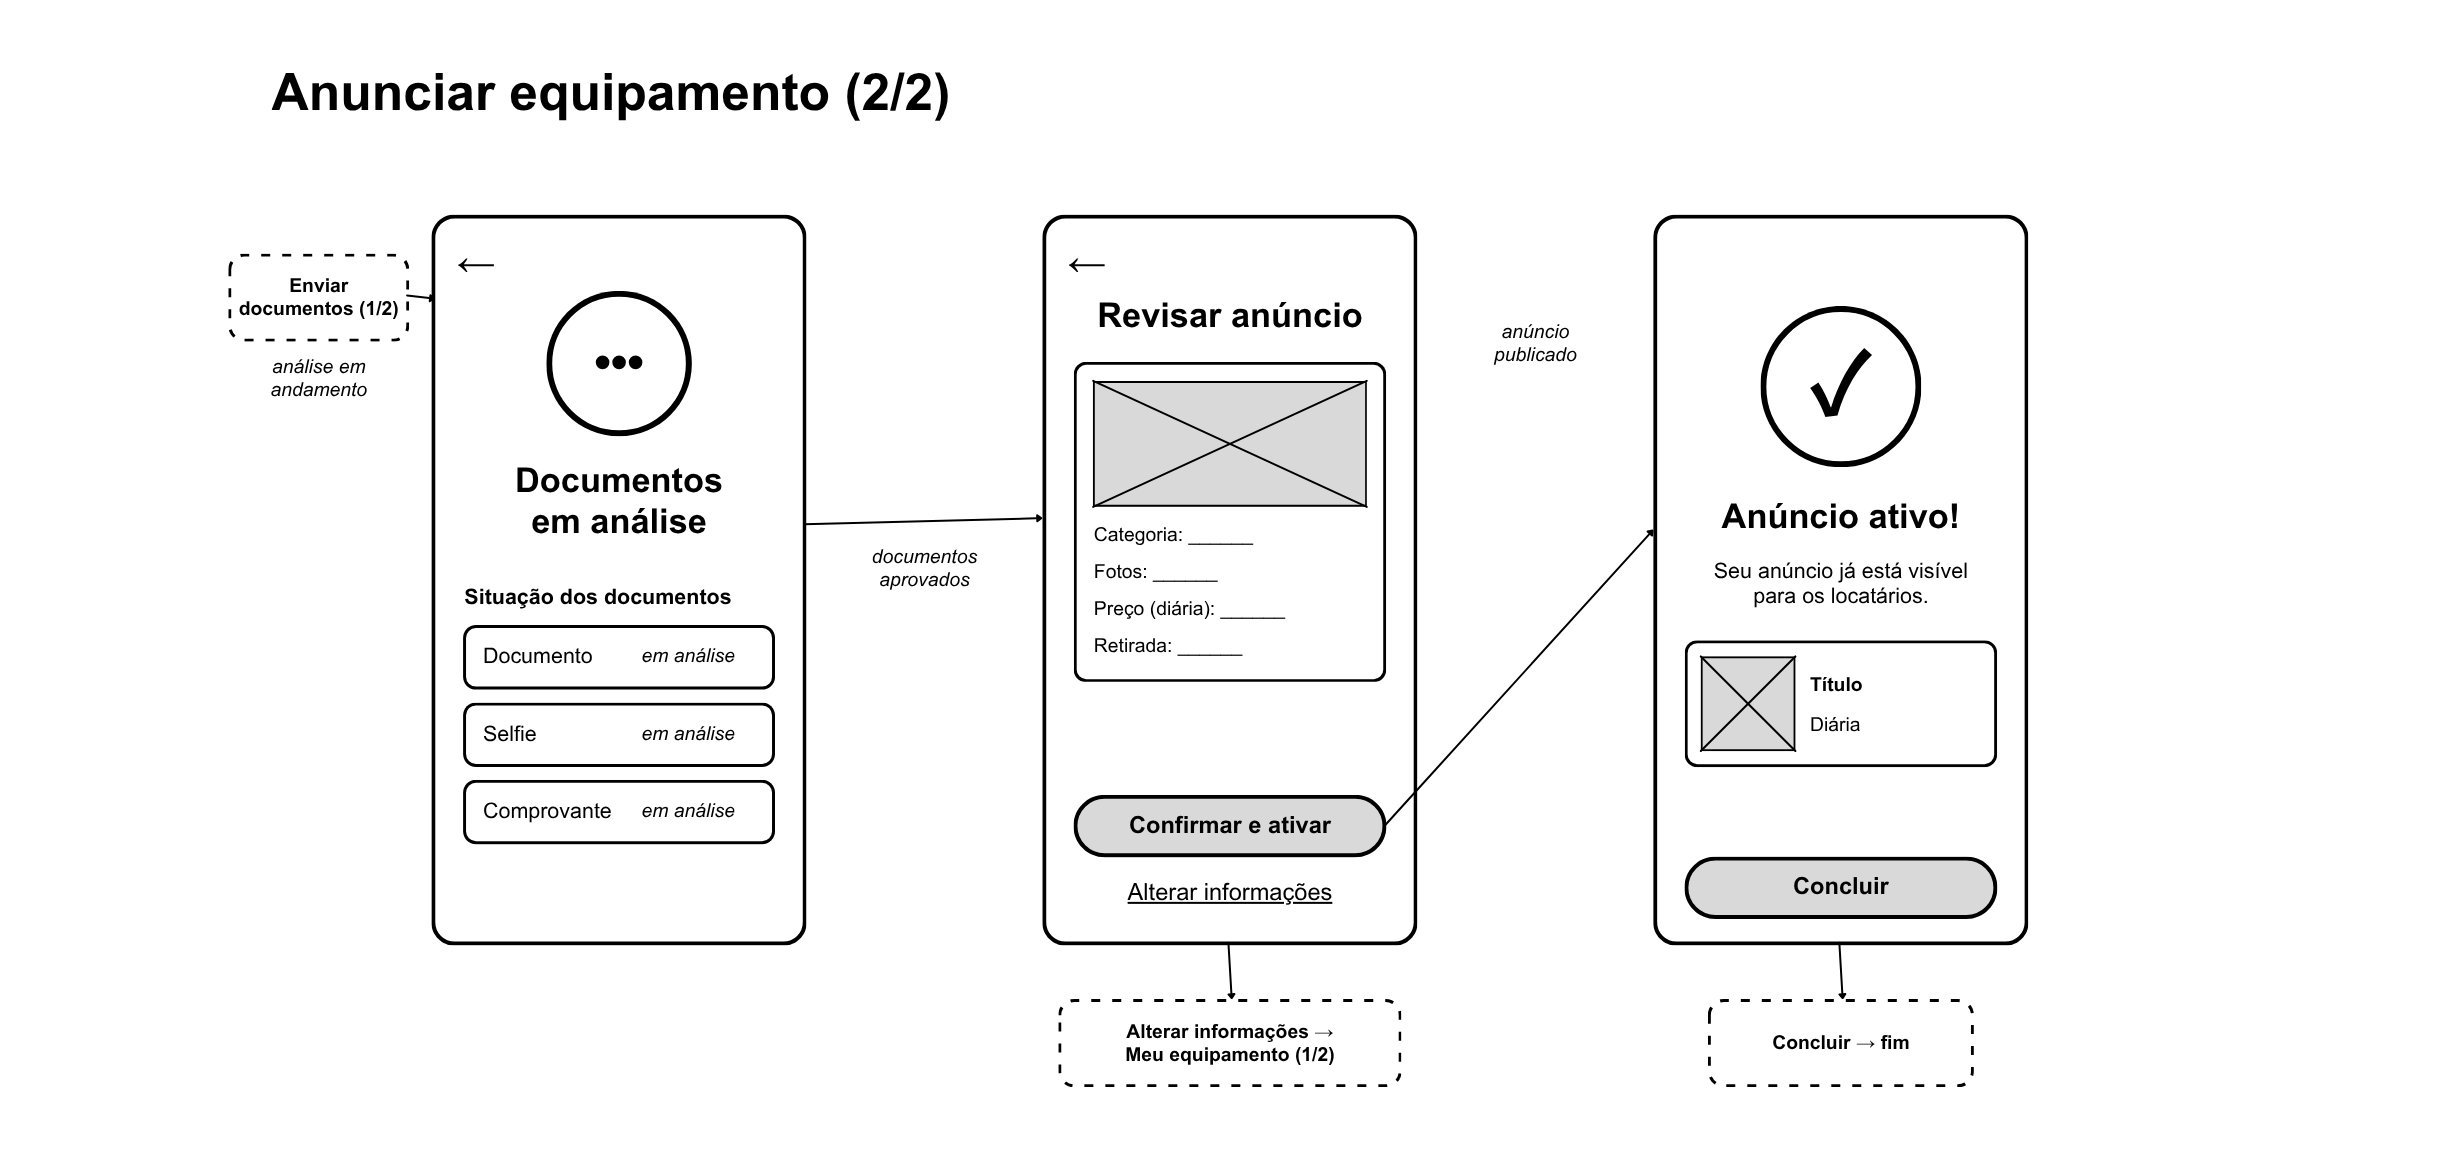 Anunciar equipamento (2/2)
Enviar
documentos (1/2)
análise em
andamento
←
Documentos
em análise
Situação dos documentos
Documento em análise
Selfie em análise
Comprovante em análise
documentos
aprovados
←
Revisar anúncio
Categoria: ______
Fotos: ______
Preço (diária): ______
Retirada: ______
Confirmar e ativar
Alterar informações
Alterar informações →
Meu equipamento (1/2)
anúncio
publicado
Anúncio ativo!
Seu anúncio já está visível
para os locatários.
Título
Diária
Concluir
Concluir → fim